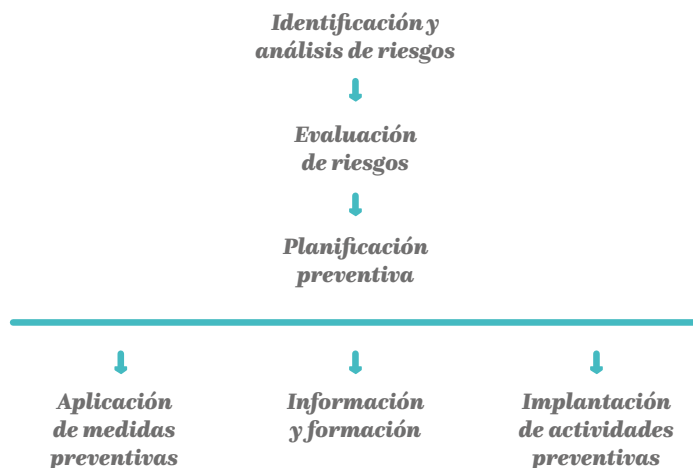 Identificación y
análisis de riesgos
Evaluación
de riesgos
Planificación
preventiva
Aplicación
de medidas
preventivas
Información
y formación
Implantación
de actividades
preventivas